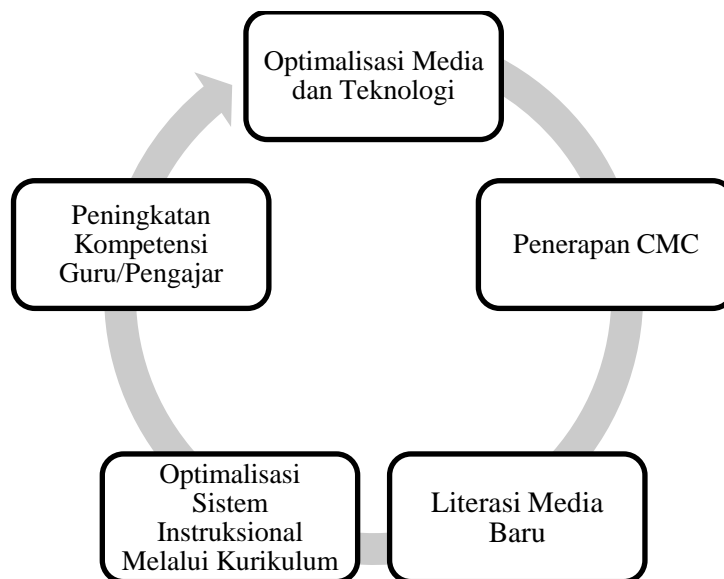 Optimalisasi Media
dan Teknologi
Penerapan CMC
Literasi Media
Baru
Optimalisasi
Sistem
Instruksional
Melalui Kurikulum
Peningkatan
Kompetensi
Guru/Pengajar